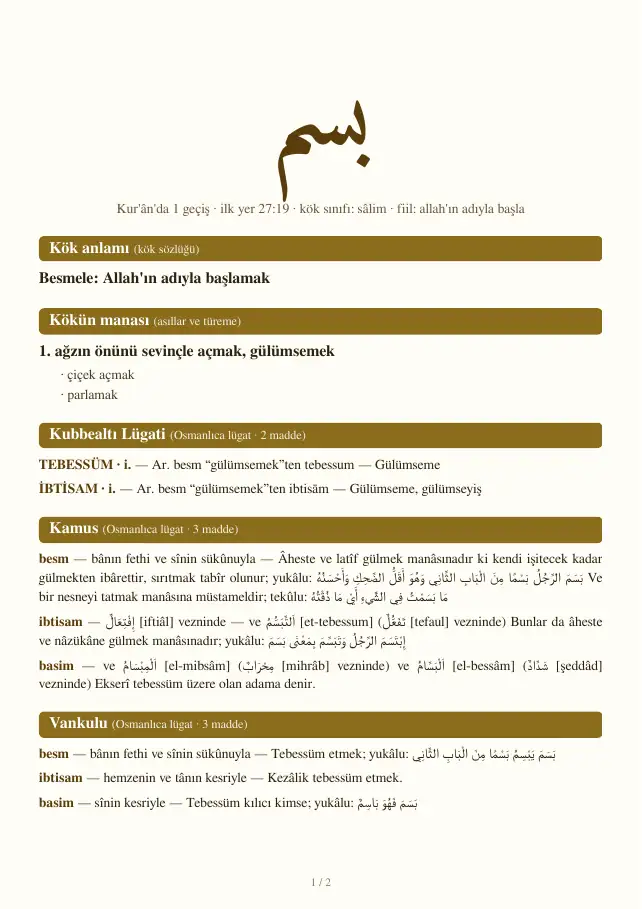 بسم
Kur'ân'da 1 geçiş · ilk yer 27:19 · kök sınıfı: sâlim · fiil: allah'ın adıyla başla
Kök anlamı (kök sözlüğü)
Besmele: Allah'ın adıyla başlamak
Kökün manası (asıllar ve türeme)
1. ağzın önünü sevinçle açmak, gülümsemek
· çiçek açmak
· parlamak
Kubbealtı Lügati (Osmanlıca lügat · 2 madde)
TEBESSÜM · i. — Ar. besm “gülümsemek”ten tebessum — Gülümseme
İBTİSAM · i. — Ar. besm “gülümsemek”ten ibtisām — Gülümseme, gülümseyiş
Kamus (Osmanlıca lügat · 3 madde)
besm — bânın fethi ve sînin sükûnuyla — Âheste ve latîf gülmek manâsınadır ki kendi işitecek kadar
gülmekten ibârettir, sırıtmak tabîr olunur; yukâlu: بَسَمَ الرَّجُلُ بَسْمًا مِنَ الْبَابِ الثَّانِي وَهُوَ أَقَلُّ الضَّحِكِ وَأَحْسَنُهُ Ve
bir nesneyi tatmak manâsına müstameldir; tekûlu: مَا بَسَمْتُ فِي الشَّيْءِ أَيْ مَا ذُقْتُهُ
ibtisam — إِفْتِعَالٌ [iftiâl] vezninde — ve اَلتَّبَسُّمُ [et-tebessum] (تَفَعُّلٌ [tefaul] vezninde) Bunlar da âheste
ve nâzükâne gülmek manâsınadır; yukâlu: إِبْتَسَمَ الرَّجُلُ وَتَبَسَّمَ بِمَعْنَى بَسَمَ
basim — ve اَلْمِبْسَامُ [el-mibsâm] (مِحْرَابٌ [mihrâb] vezninde) ve اَلْبَسَّامُ [el-bessâm] (شَدَّادٌ [şeddâd]
vezninde) Ekserî tebessüm üzere olan adama denir.
Vankulu (Osmanlıca lügat · 3 madde)
besm — bânın fethi ve sînin sükûnuyla — Tebessüm etmek; yukâlu: بَسَمَ يَبْسِمُ بَسْمًا مِنَ الْبَابِ الثَّانِي
ibtisam — hemzenin ve tânın kesriyle — Kezâlik tebessüm etmek.
basim — sînin kesriyle — Tebessüm kılıcı kimse; yukâlu: بَسَمَ فَهُوَ بَاسِمٌ
1 / 2